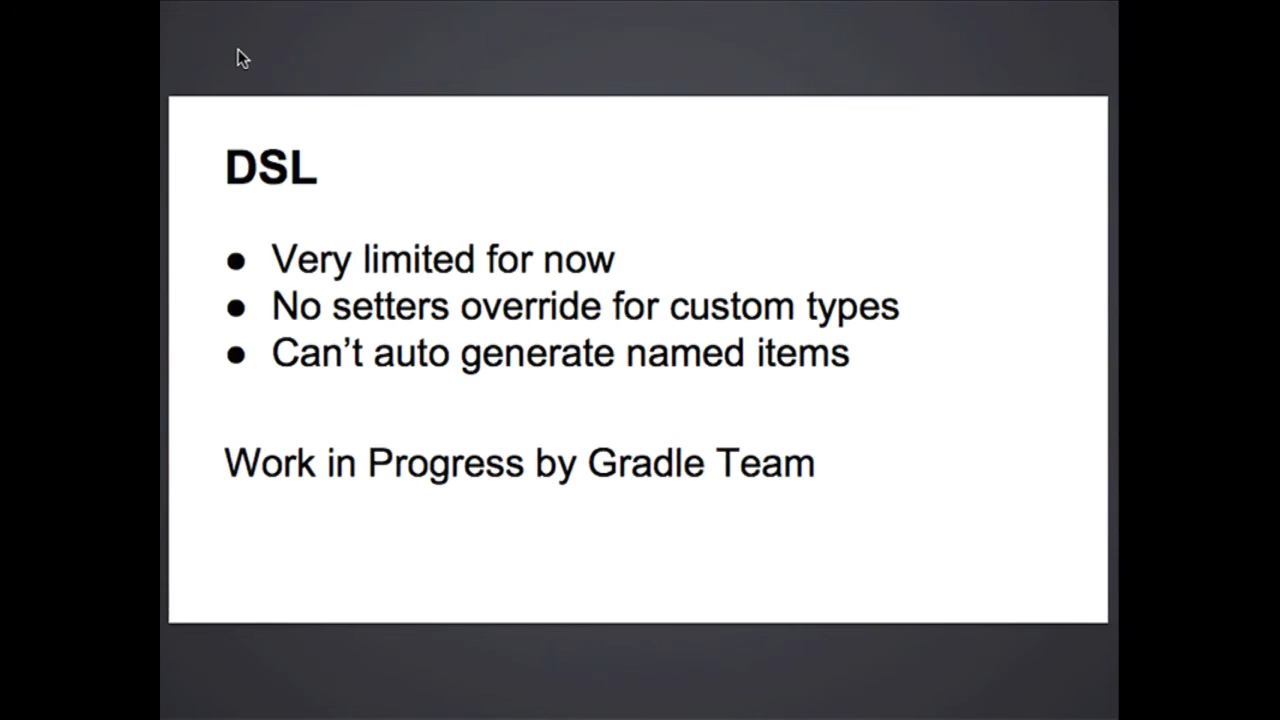 DSL
● Very limited for now
● No setters override for custom types
● Can't auto generate named items
Work in Progress by Gradle Team